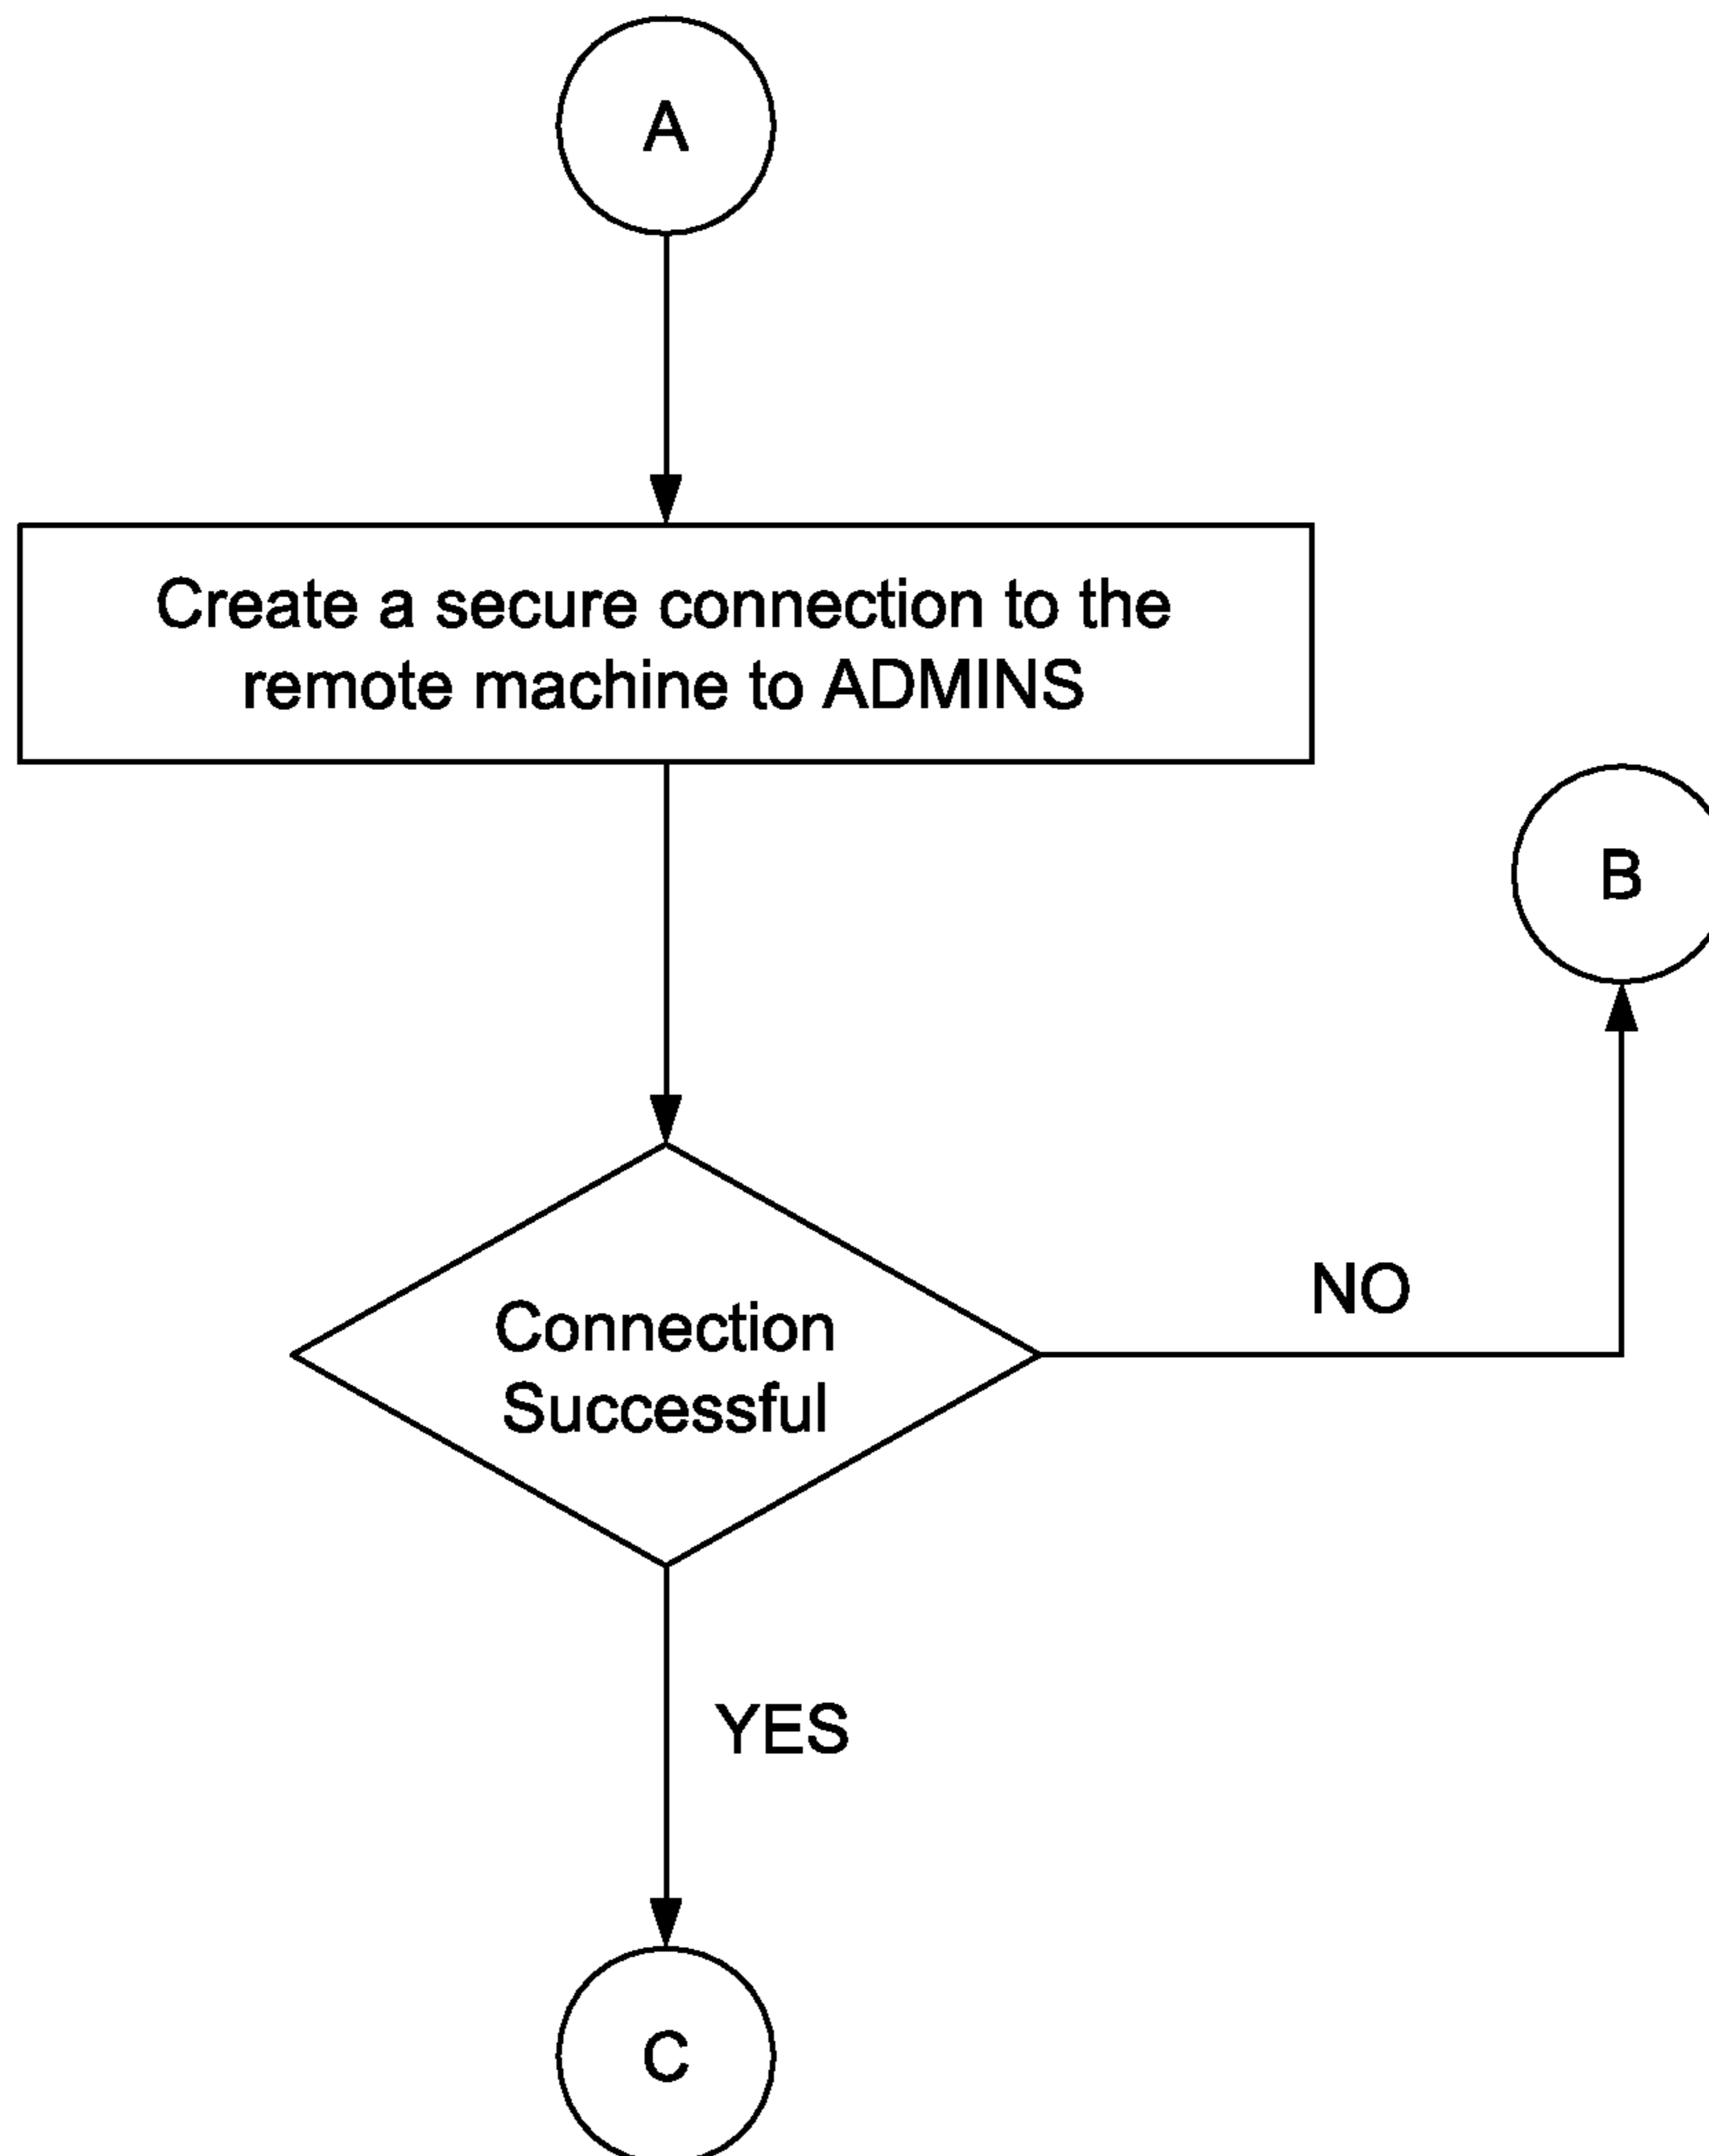 A
Create a secure connection to the
remote machine to ADMINS
B
Connection
Successful
NO
YES
C